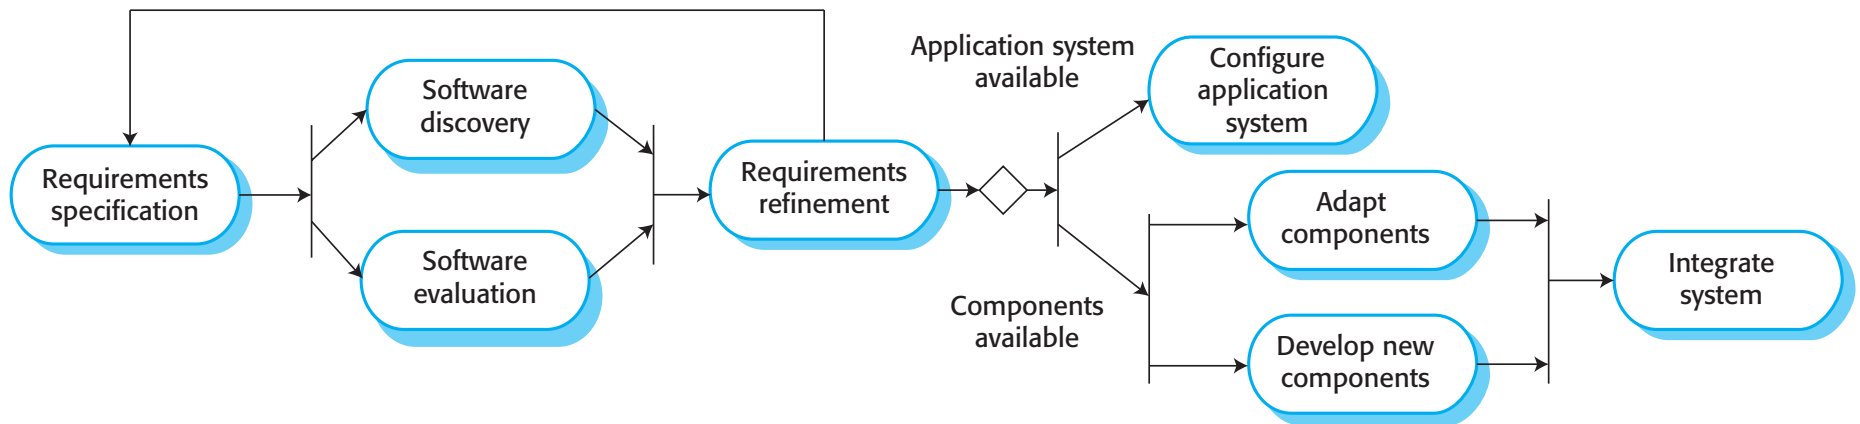 Requirements
specification
Software
discovery
Software
evaluation
Requirements
refinement
Application system
available
Configure
application
system
Components
available
Adapt
components
Develop new
components
Integrate
system